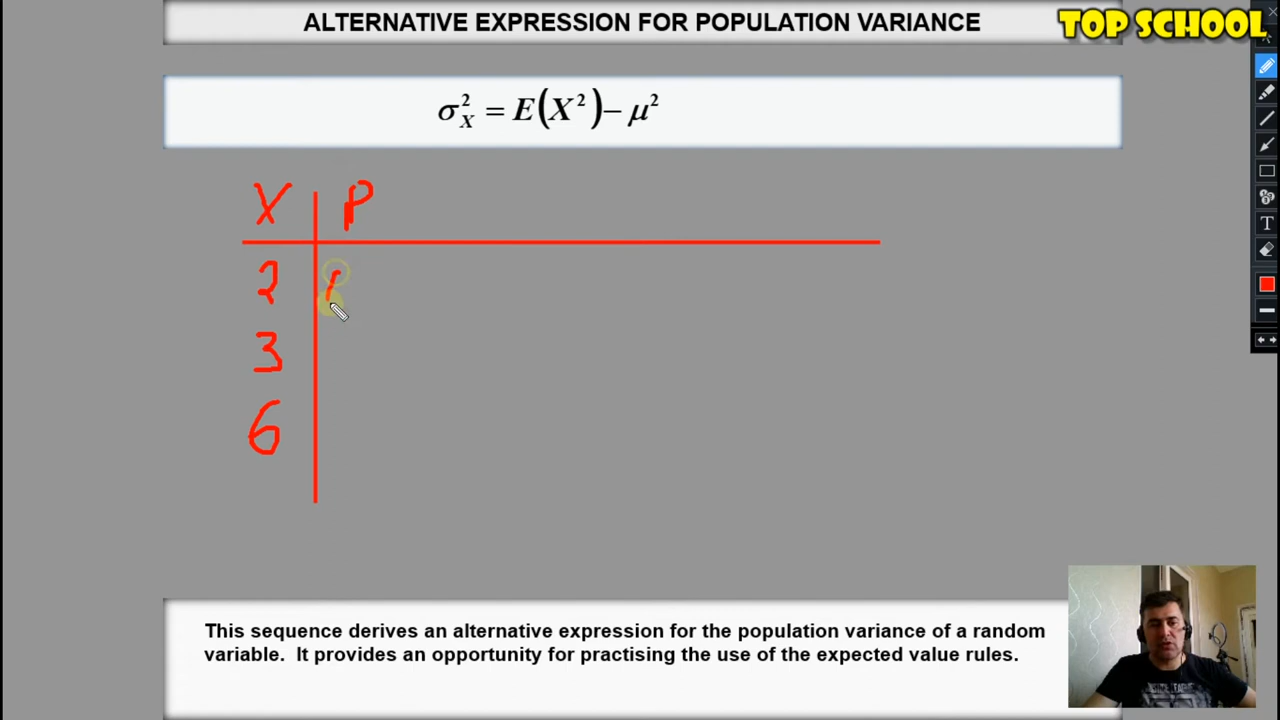 ALTERNATIVE EXPRESSION FOR POPULATION VARIANCE
TOP SCHOOL
σ²_X = E(X²) – μ²
X P
2
3
6
This sequence derives an alternative expression for the population variance of a random
variable. It provides an opportunity for practising the use of the expected value rules.